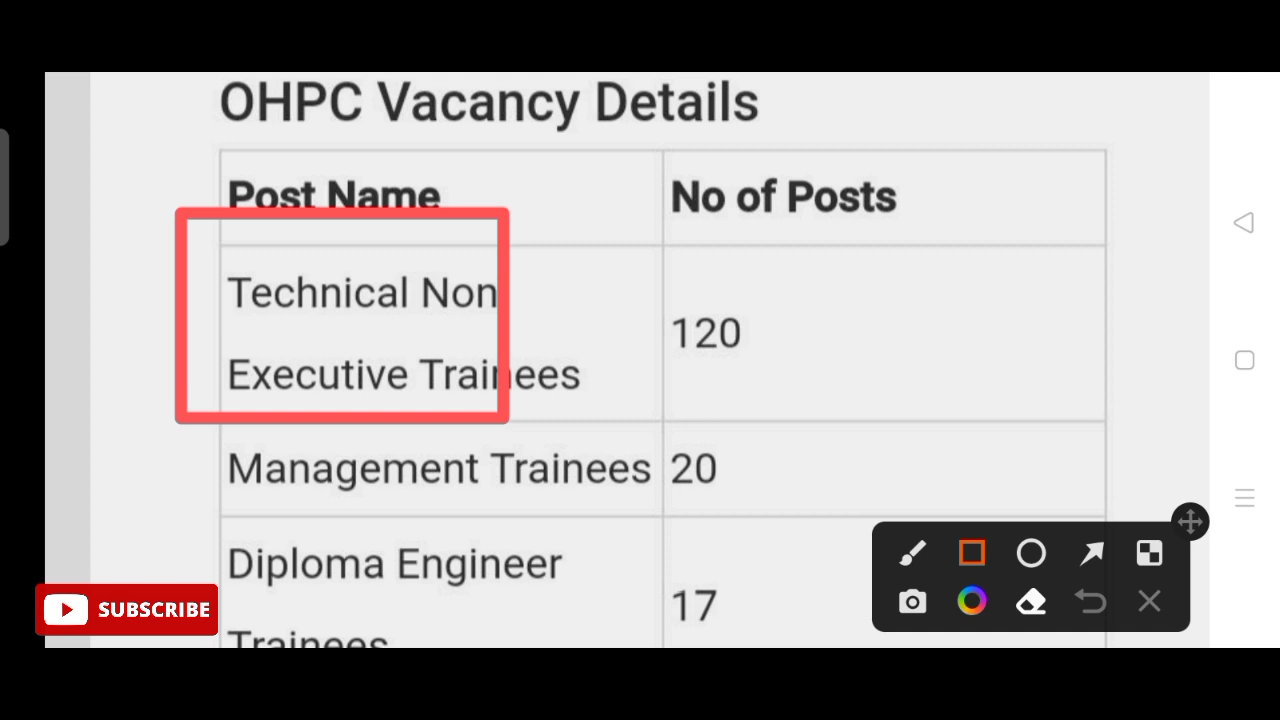 OHPC Vacancy Details
Post Name
No of Posts
Technical Non
Executive Trainees
120
Management Trainees
20
Diploma Engineer
Trainees
17
SUBSCRIBE